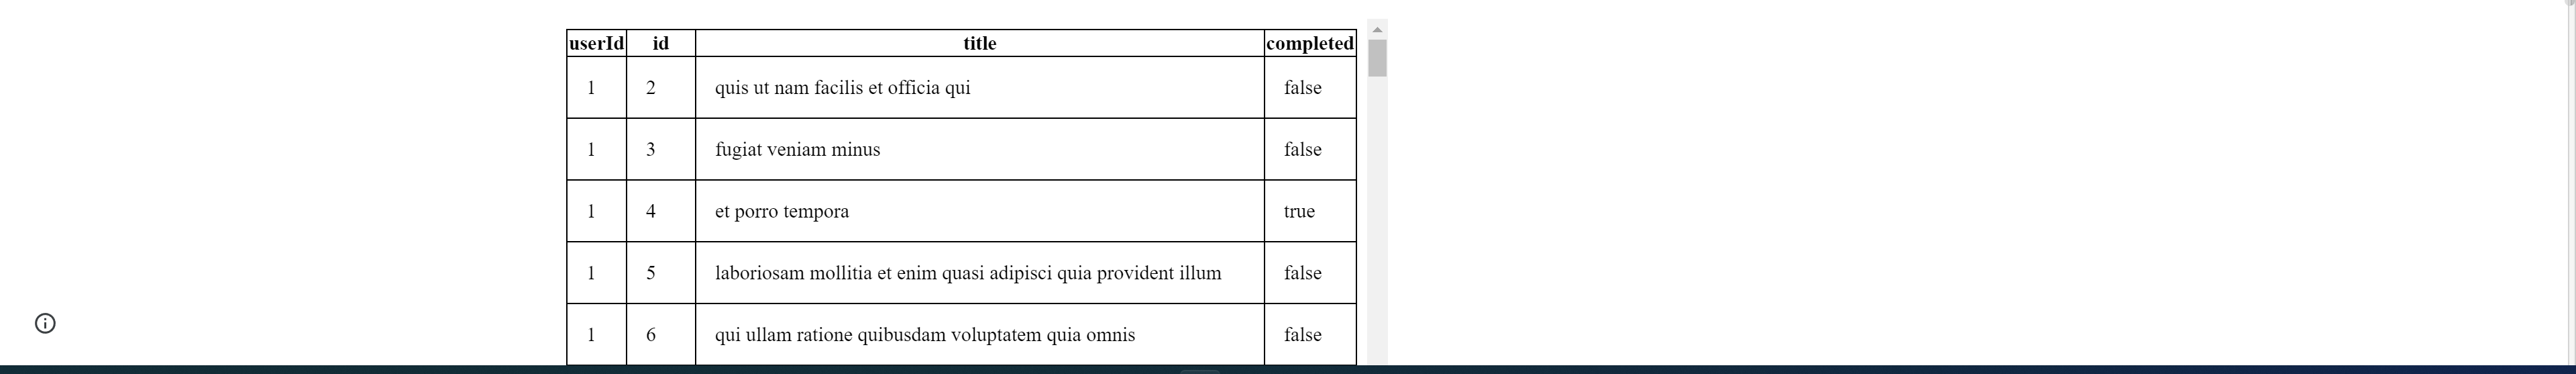 userId id title completed
1 2 quis ut nam facilis et officia qui false
1 3 fugiat veniam minus false
1 4 et porro tempora true
1 5 laboriosam mollitia et enim quasi adipisci quia provident illum false
1 6 qui ullam ratione quibusdam voluptatem quia omnis false